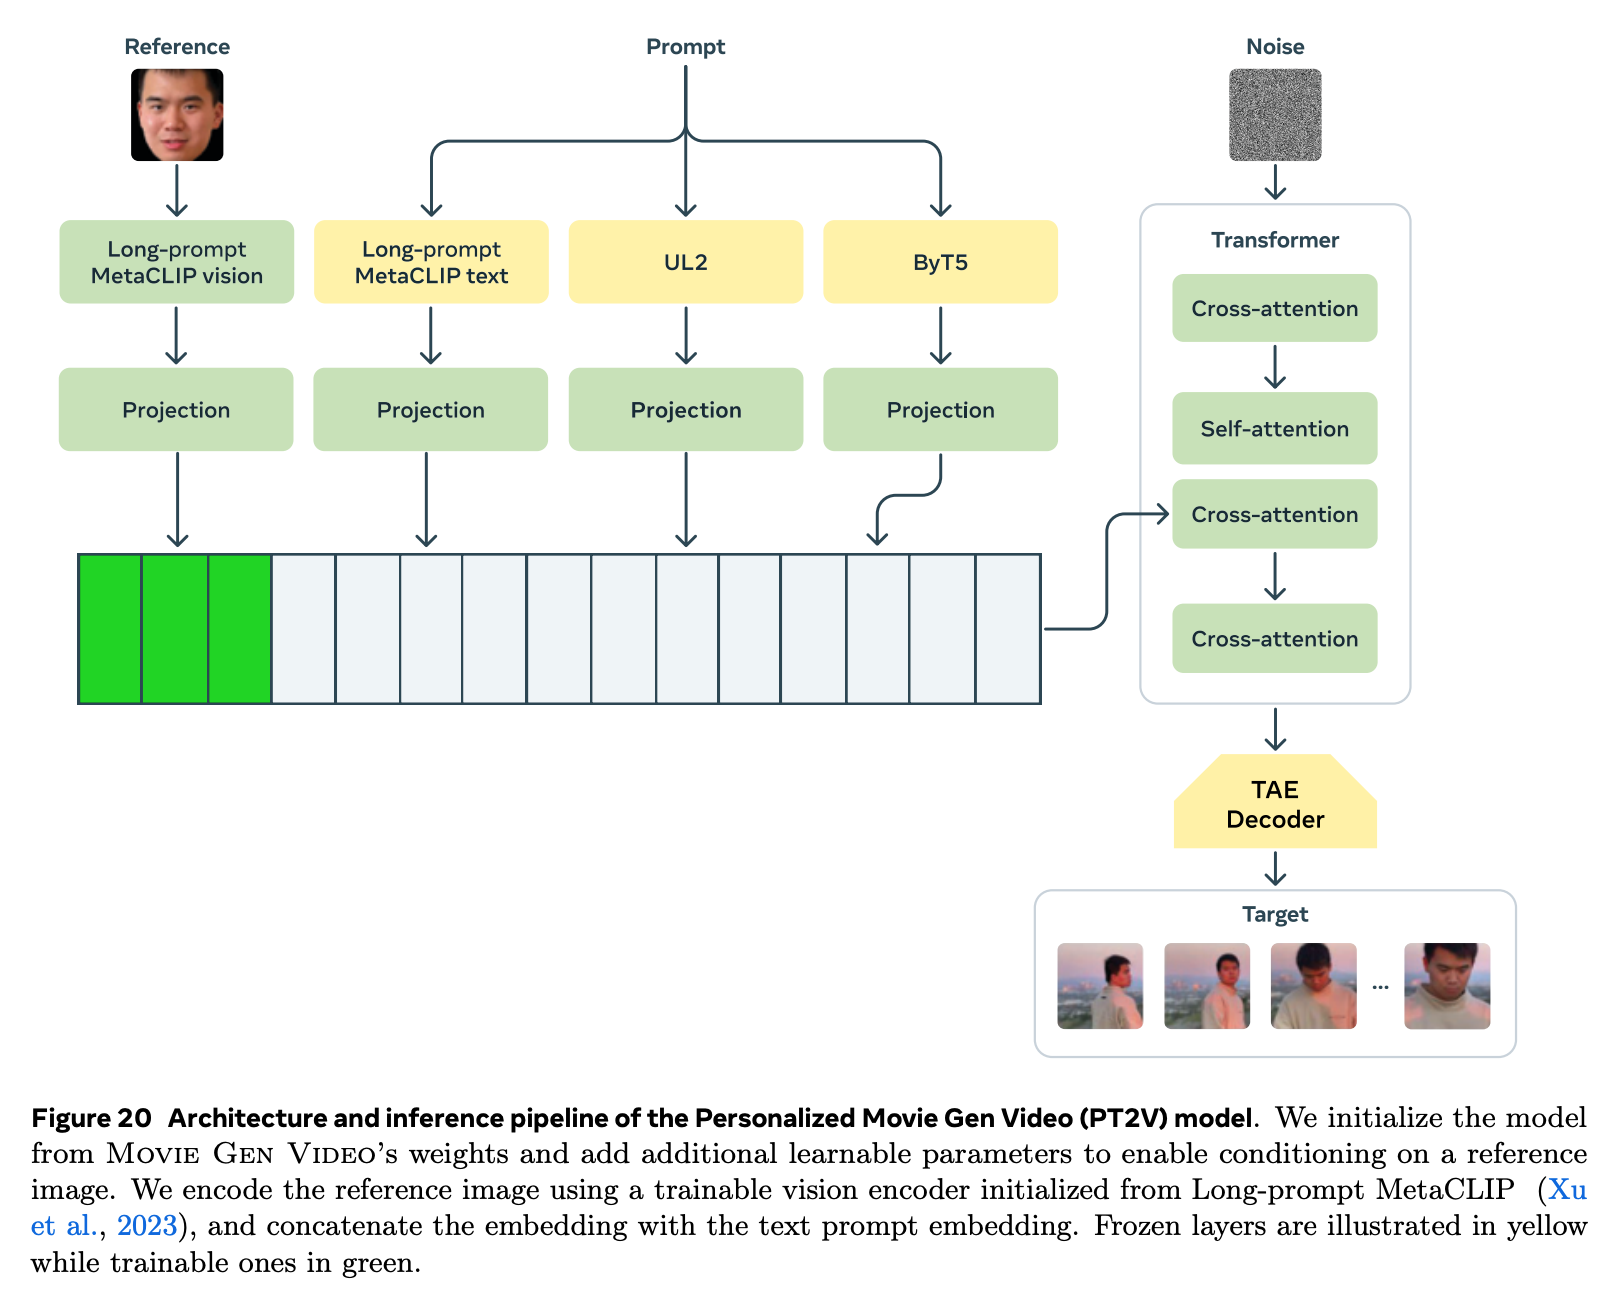 Reference
Prompt
Noise
Long-prompt
MetaCLIP vision
Long-prompt
MetaCLIP text
UL2
ByT5
Projection
Projection
Projection
Projection
Transformer
Cross-attention
Self-attention
Cross-attention
Cross-attention
TAE
Decoder
Target
...
Figure 20 Architecture and inference pipeline of the Personalized Movie Gen Video (PT2V) model. We initialize the model
from Movie Gen Video's weights and add additional learnable parameters to enable conditioning on a reference
image. We encode the reference image using a trainable vision encoder initialized from Long-prompt MetaCLIP (Xu
et al., 2023), and concatenate the embedding with the text prompt embedding. Frozen layers are illustrated in yellow
while trainable ones in green.